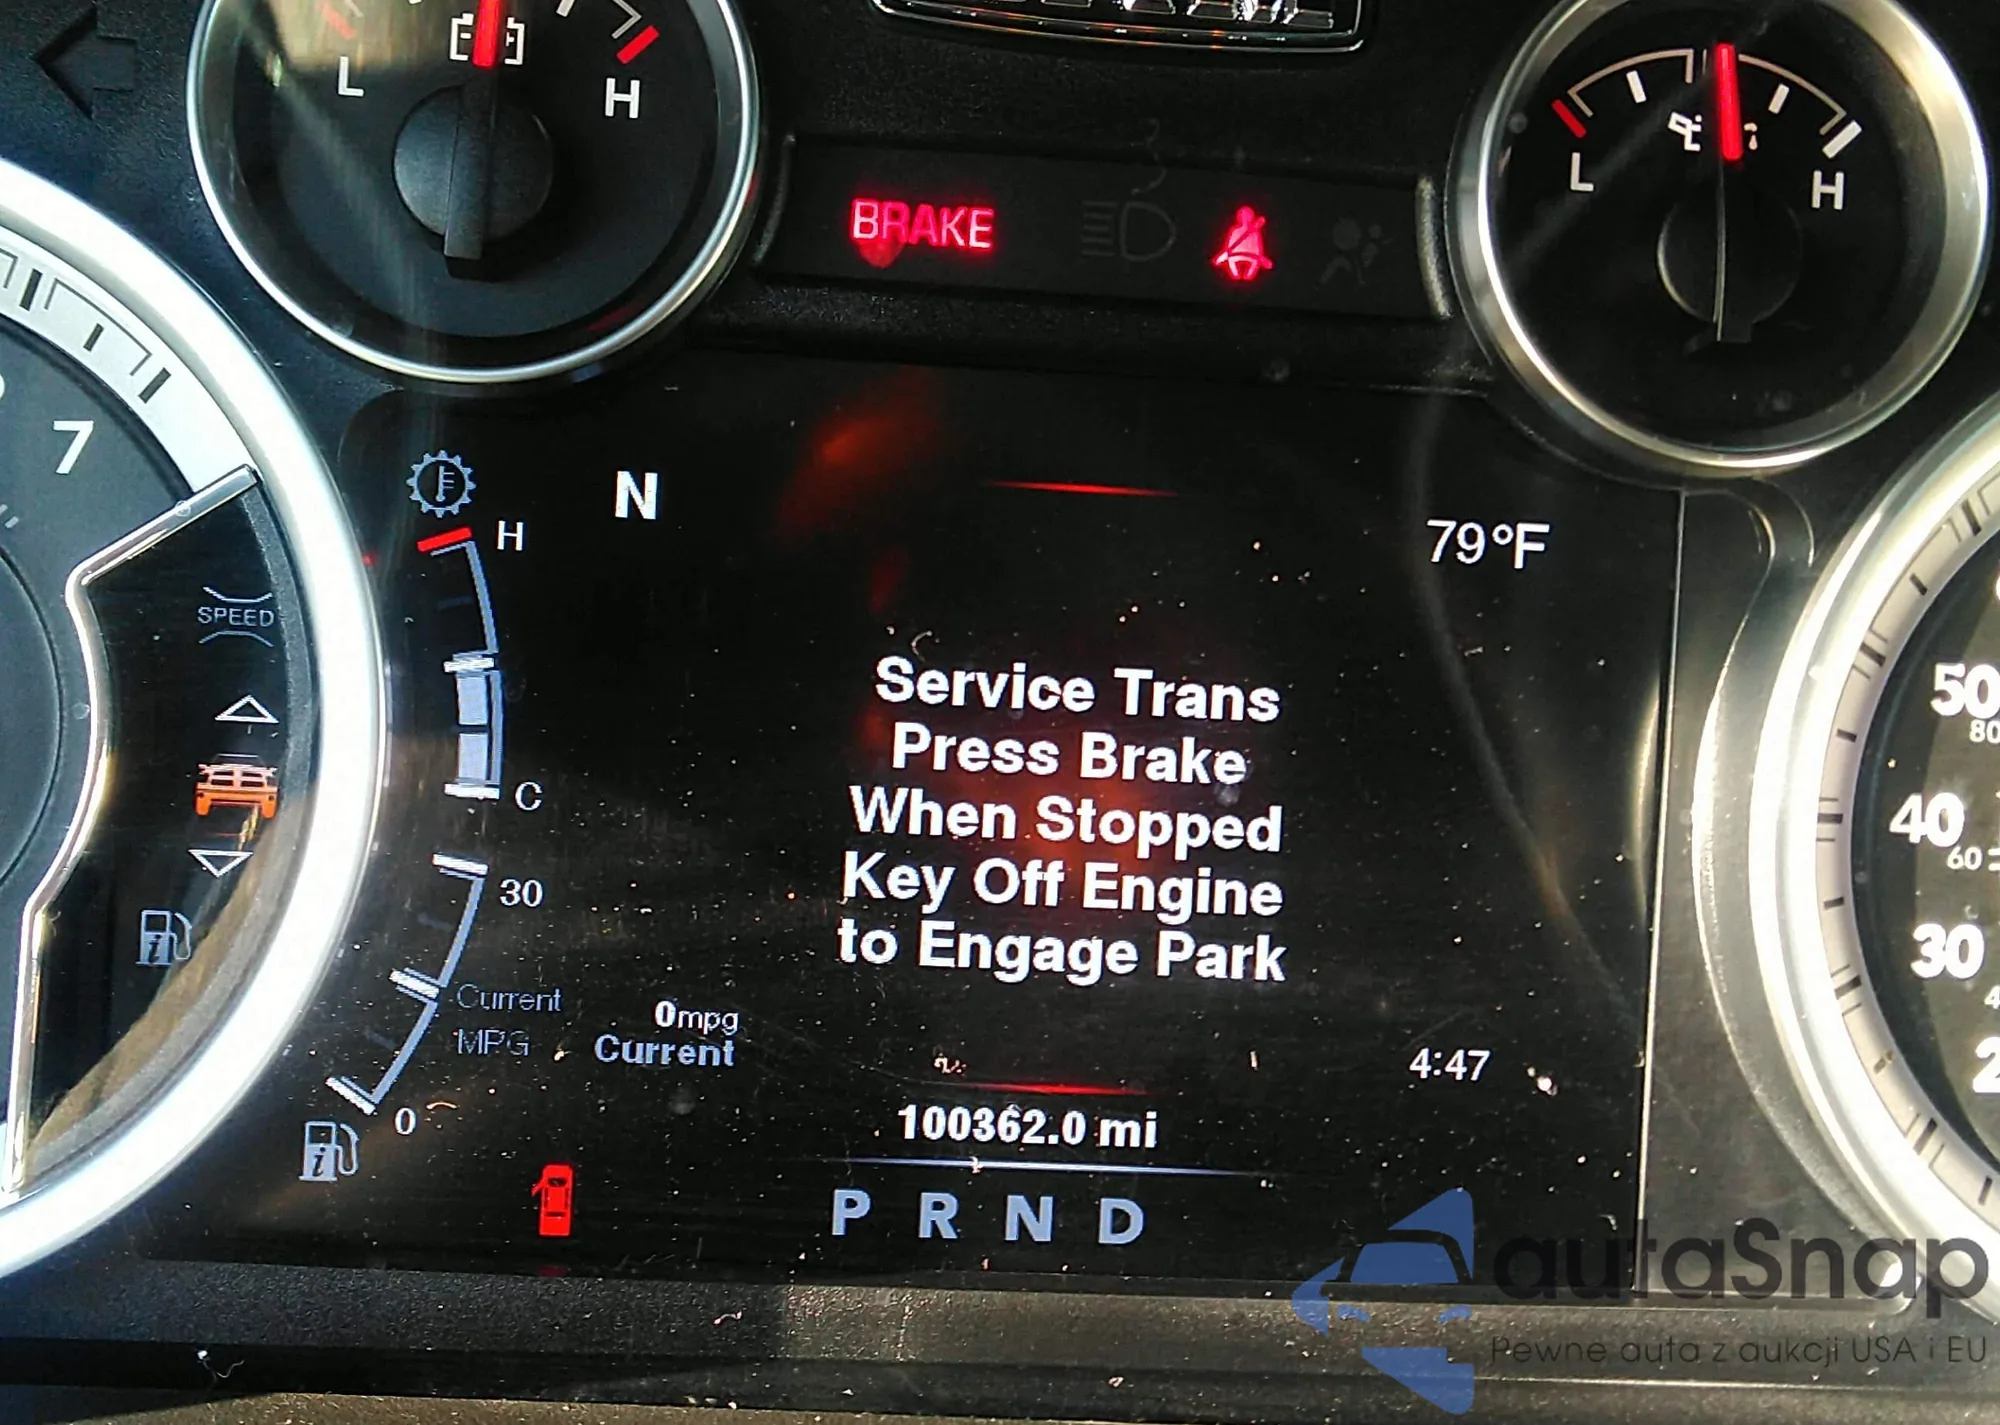 L H
BRAKE
L H
7
N
H
79°F
SPEED
Service Trans
Press Brake
When Stopped
Key Off Engine
to Engage Park
C
30
Current
MPG
0mpg
Current
4:47
0
100362.0 mi
P R N D
50
80
40
60
30
autaSnap
Pewne auta z aukcji USA i EU